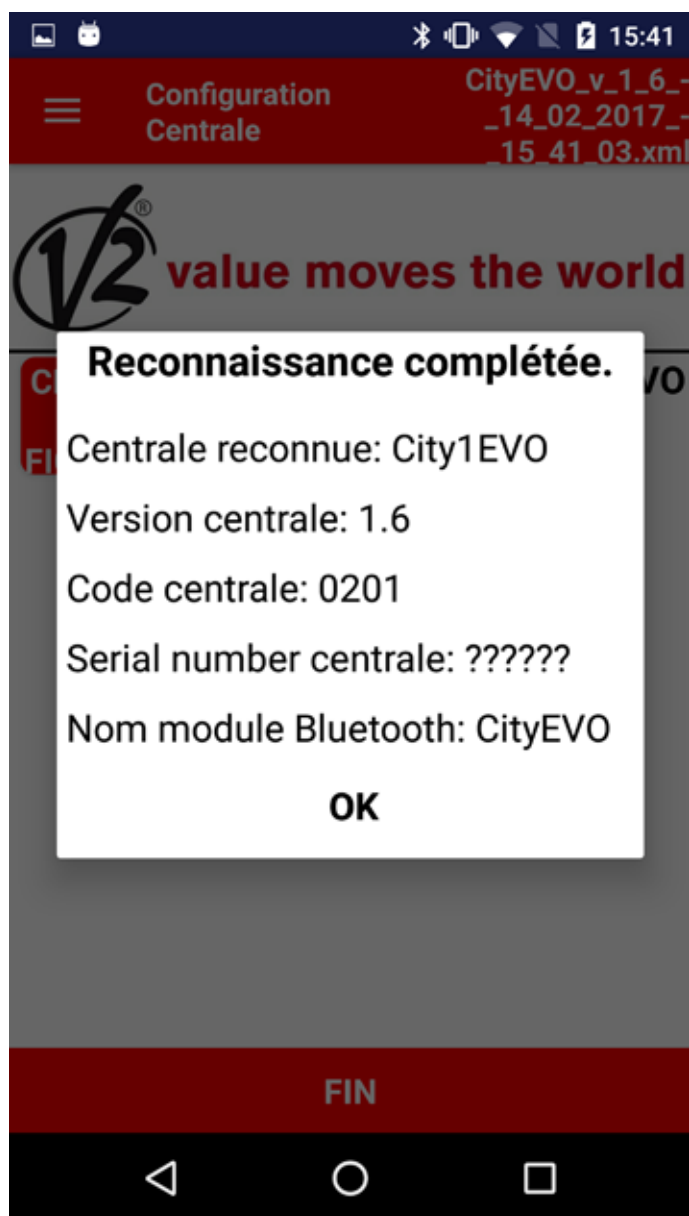 15:41
Configuration
Centrale
CityEVO_v_1_6_-
_14_02_2017_-
_15_41_03.xml
V2®
value moves the world
Reconnaissance complétée.
Centrale reconnue: City1EVO
Version centrale: 1.6
Code centrale: 0201
Serial number centrale: ??????
Nom module Bluetooth: CityEVO
OK
FIN